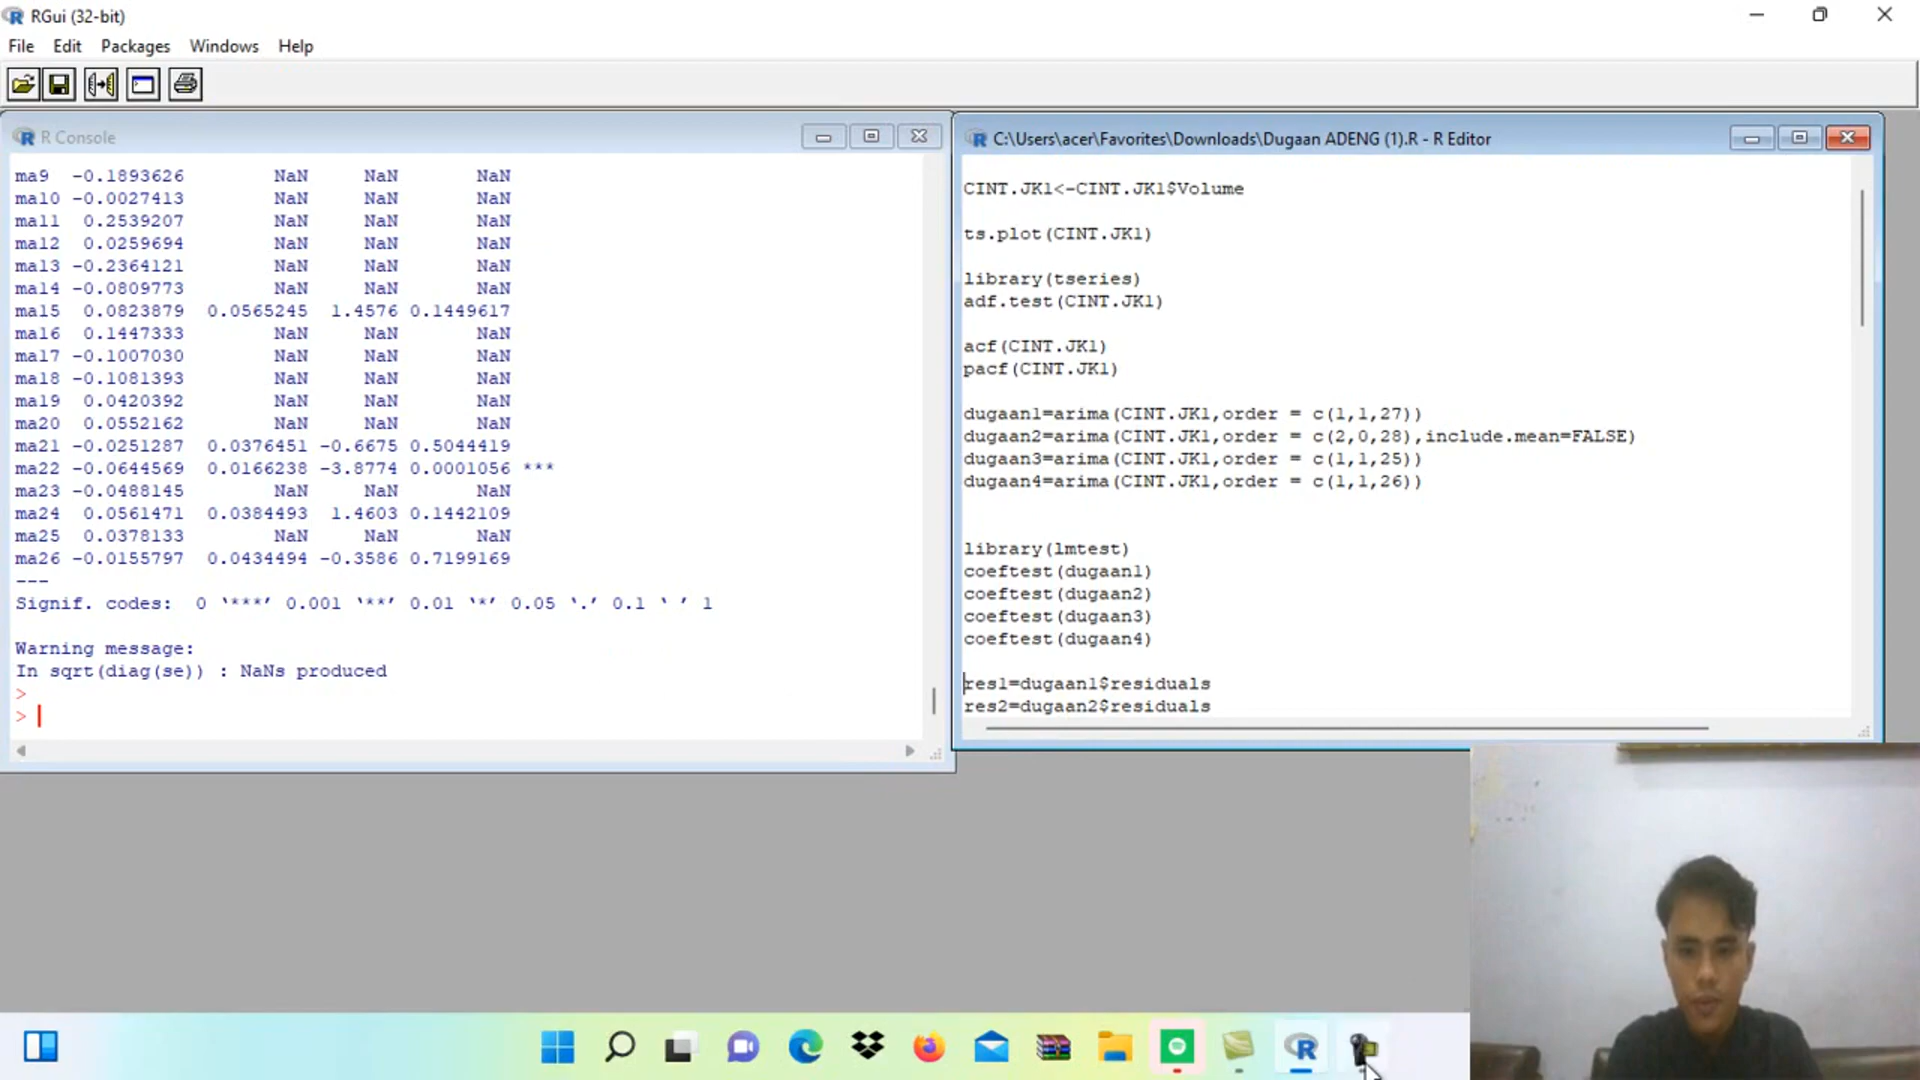 RGui (32-bit)
File Edit Packages Windows Help
R Console
ma9 -0.1893626 NaN NaN NaN
ma10 -0.0027413 NaN NaN NaN
ma11 0.2539207 NaN NaN NaN
ma12 0.0259694 NaN NaN NaN
ma13 -0.2364121 NaN NaN NaN
ma14 -0.0809773 NaN NaN NaN
ma15 0.0823879 0.0565245 1.4576 0.1449617
ma16 0.1447333 NaN NaN NaN
ma17 -0.1007030 NaN NaN NaN
ma18 -0.1081393 NaN NaN NaN
ma19 0.0420392 NaN NaN NaN
ma20 0.0552162 NaN NaN NaN
ma21 -0.0251287 0.0376451 -0.6675 0.5044419
ma22 -0.0644569 0.0166238 -3.8774 0.0001056 ***
ma23 -0.0488145 NaN NaN NaN
ma24 0.0561471 0.0384493 1.4603 0.1442109
ma25 0.0378133 NaN NaN NaN
ma26 -0.0155797 0.0434494 -0.3586 0.7199169
---
Signif. codes: 0 ‘***’ 0.001 ‘**’ 0.01 ‘*’ 0.05 ‘.’ 0.1 ‘ ’ 1
Warning message:
In sqrt(diag(se)) : NaNs produced
>
>
C:\Users\acer\Favorites\Downloads\Dugaan ADENG (1).R - R Editor
CINT.JK1<-CINT.JK1$Volume
ts.plot(CINT.JK1)
library(tseries)
adf.test(CINT.JK1)
acf(CINT.JK1)
pacf(CINT.JK1)
dugaan1=arima(CINT.JK1,order = c(1,1,27))
dugaan2=arima(CINT.JK1,order = c(2,0,28),include.mean=FALSE)
dugaan3=arima(CINT.JK1,order = c(1,1,25))
dugaan4=arima(CINT.JK1,order = c(1,1,26))
library(lmtest)
coeftest(dugaan1)
coeftest(dugaan2)
coeftest(dugaan3)
coeftest(dugaan4)
res1=dugaan1$residuals
res2=dugaan2$residuals